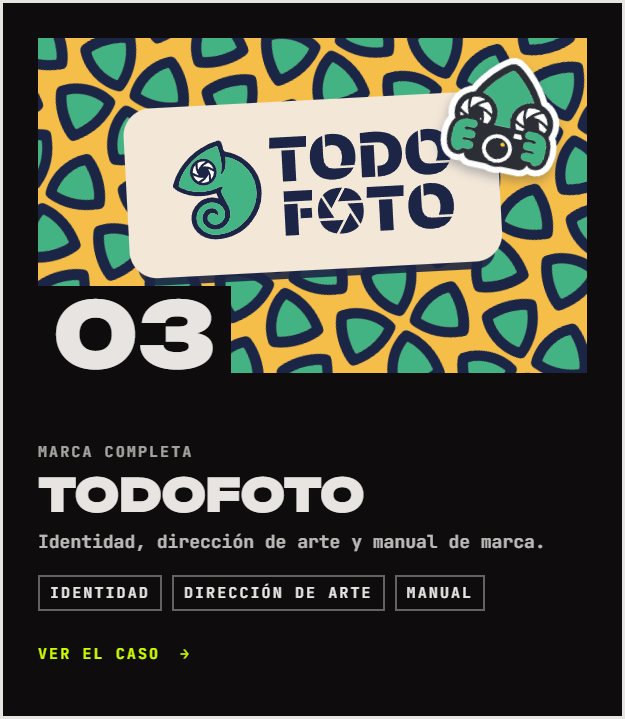 TODO
FOTO
03
MARCA COMPLETA
TODOFOTO
Identidad, dirección de arte y manual de marca.
IDENTIDAD
DIRECCIÓN DE ARTE
MANUAL
VER EL CASO →